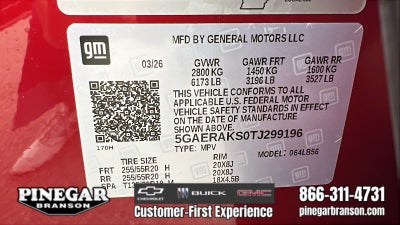 gm
MFD BY GENERAL MOTORS LLC
03/26 GVWR GAWR FRT GAWR RR
2800 KG 1450 KG 1600 KG
6173 LB 3196 LB 3527 LB
THIS VEHICLE CONFORMS TO ALL
APPLICABLE U.S. FEDERAL MOTOR
VEHICLE SAFETY STANDARDS IN EFFECT
ON THE DATE OF MANUFACTURE
SHOWN ABOVE.
5GAERAKS0TJ299196
170H TYPE: MPV MODEL: 064LB56
TIRE SIZE RIM
FRT 255/55R20 H 20X8J
RR 255/55R20 H 20X8J
SPA 18X4.5B
PINEGAR
BRANSON
CHEVROLET BUICK GMC
Customer-First Experience
866-311-4731
pinegarbranson.com